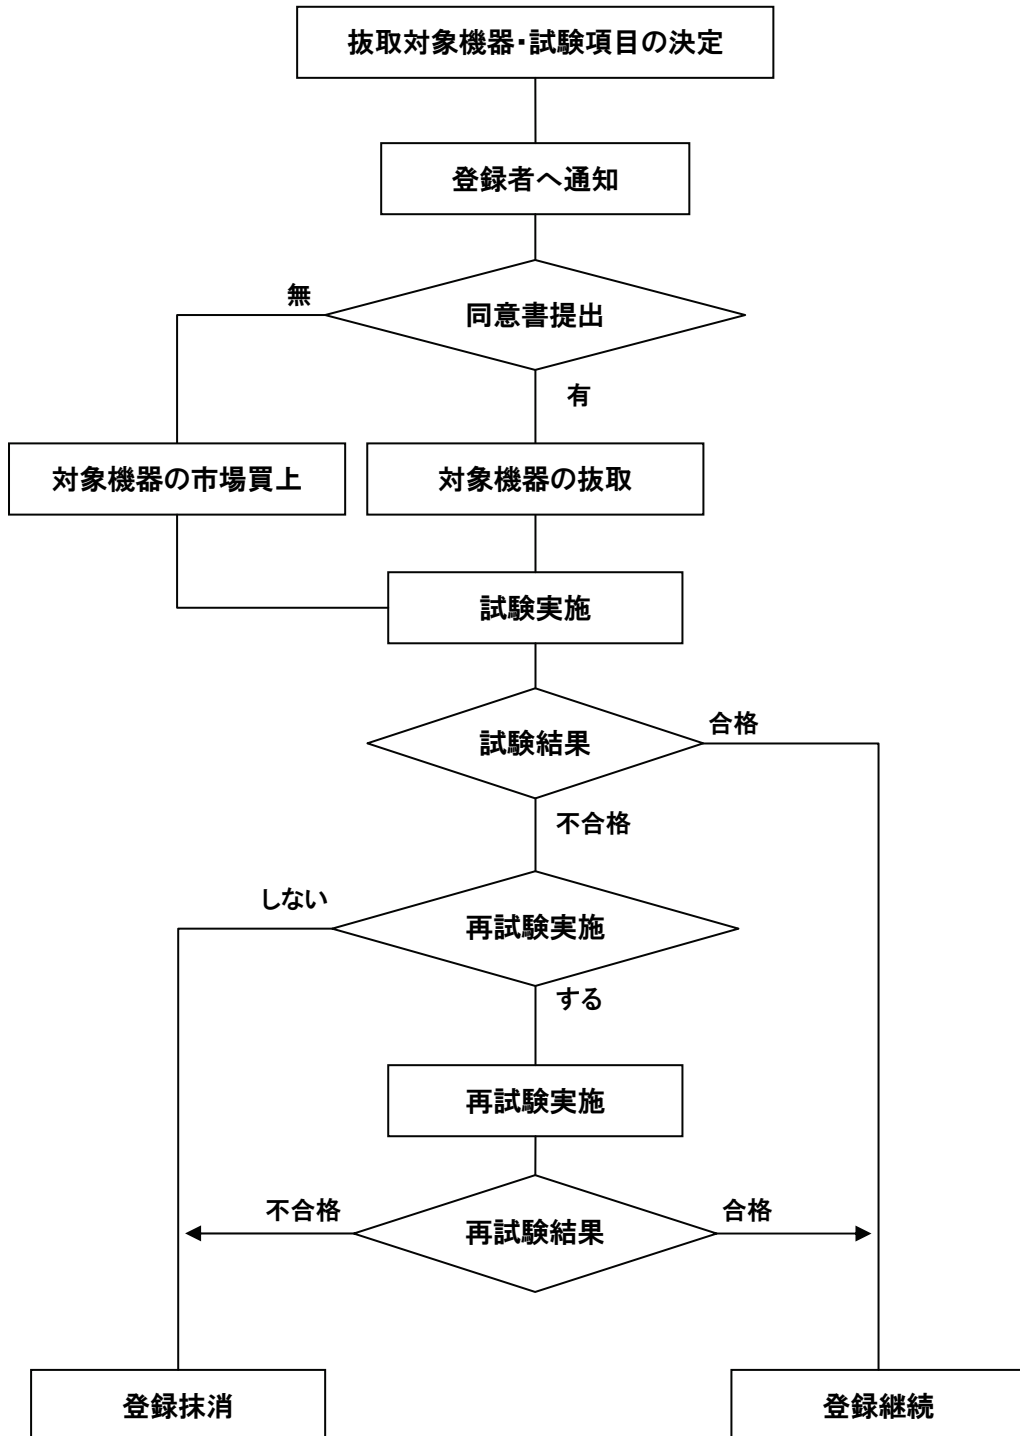 抜取対象機器・試験項目の決定
登録者へ通知
無
同意書提出
有
対象機器の市場買上
対象機器の抜取
試験実施
合格
試験結果
不合格
しない
再試験実施
する
再試験実施
不合格
合格
再試験結果
登録抹消
登録継続